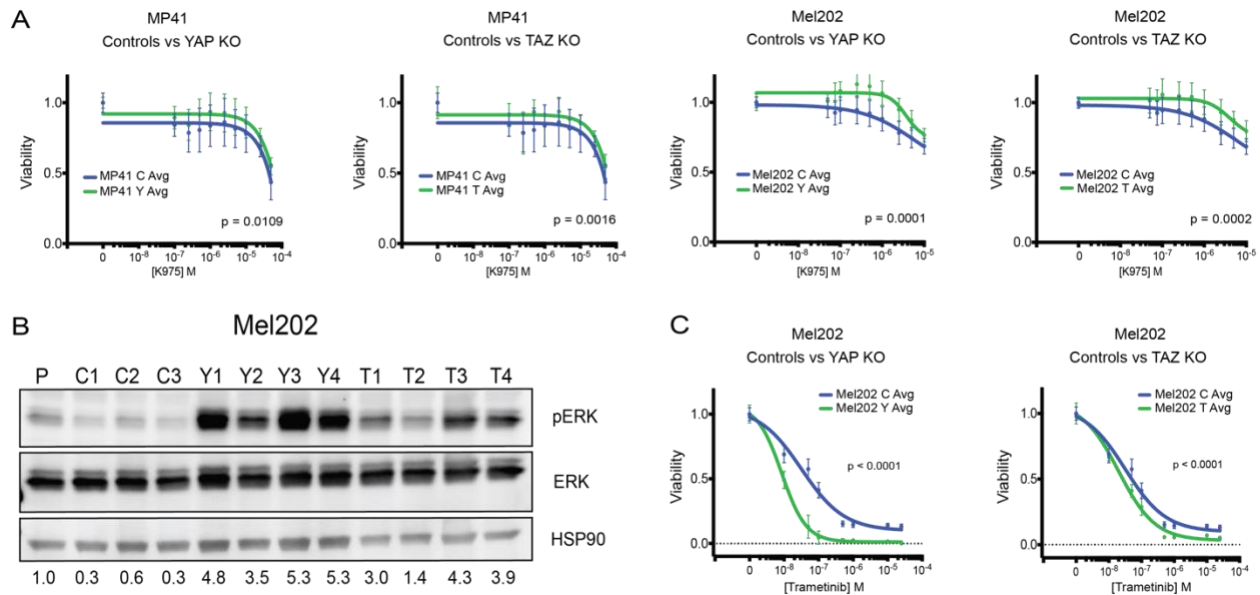 A
MP41
Controls vs YAP KO
Viability
1.0
0.5
0.0
MP41 C Avg
MP41 Y Avg
p = 0.0109
0 10-8 10-7 10-6 10-5 10-4
[K975] M
MP41
Controls vs TAZ KO
Viability
1.0
0.5
0.0
MP41 C Avg
MP41 T Avg
p = 0.0016
0 10-8 10-7 10-6 10-5 10-4
[K975] M
Mel202
Controls vs YAP KO
Viability
1.0
0.5
0.0
Mel202 C Avg
Mel202 Y Avg
p = 0.0001
0 10-8 10-7 10-6 10-5
[K975] M
Mel202
Controls vs TAZ KO
Viability
1.0
0.5
0.0
Mel202 C Avg
Mel202 T Avg
p = 0.0002
0 10-8 10-7 10-6 10-5
[K975] M
B
Mel202
P C1 C2 C3 Y1 Y2 Y3 Y4 T1 T2 T3 T4
pERK
ERK
HSP90
1.0 0.3 0.6 0.3 4.8 3.5 5.3 5.3 3.0 1.4 4.3 3.9
C
Mel202
Controls vs YAP KO
Viability
1.0
0.5
0.0
Mel202 C Avg
Mel202 Y Avg
p < 0.0001
0 10-8 10-7 10-6 10-5
[Trametinib] M
Mel202
Controls vs TAZ KO
Viability
1.0
0.5
0.0
Mel202 C Avg
Mel202 T Avg
p < 0.0001
0 10-8 10-7 10-6 10-5
[Trametinib] M